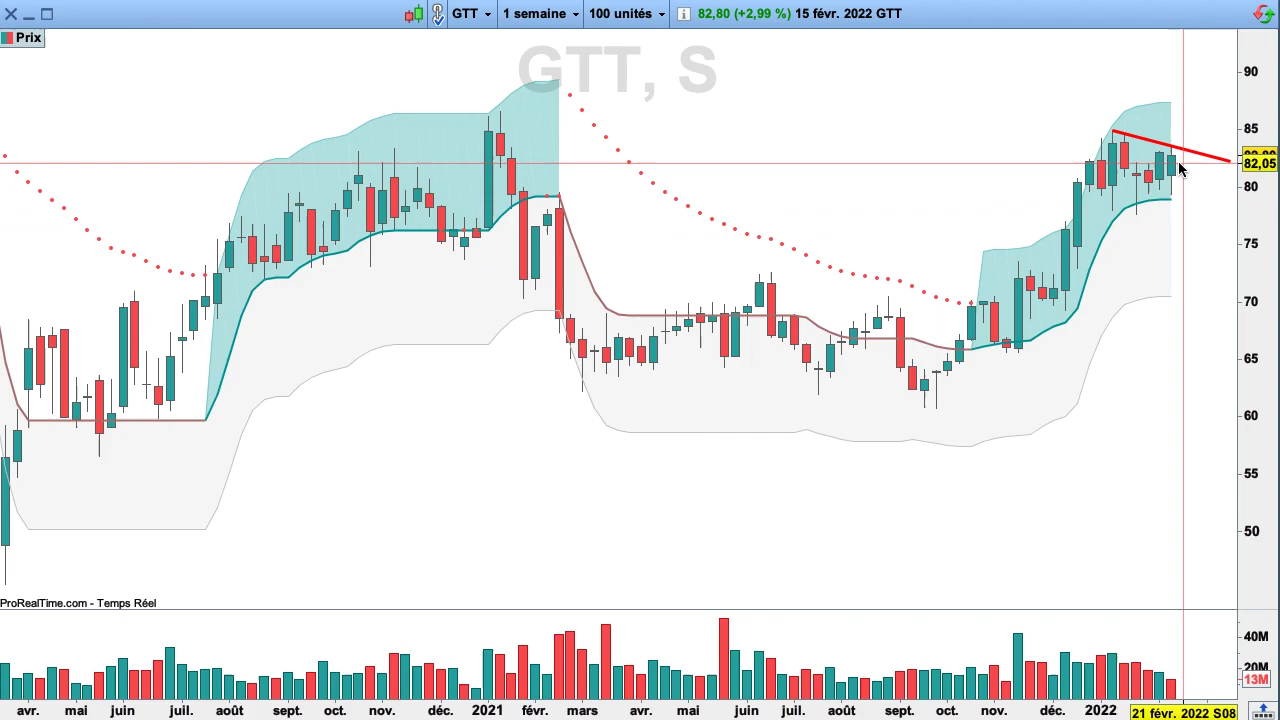 GTT
1 semaine
100 unités
82,80 (+2,99 %) 15 févr. 2022 GTT
Prix
GTT, S
90
85
82,05
80
75
70
65
60
55
50
ProRealTime.com - Temps Réel
40M
20M
13M
avr. mai juin juil. août sept. oct. nov. déc. 2021 févr. mars avr. mai juin juil. août sept. oct. nov. déc. 2022 21 févr. 2022 S08